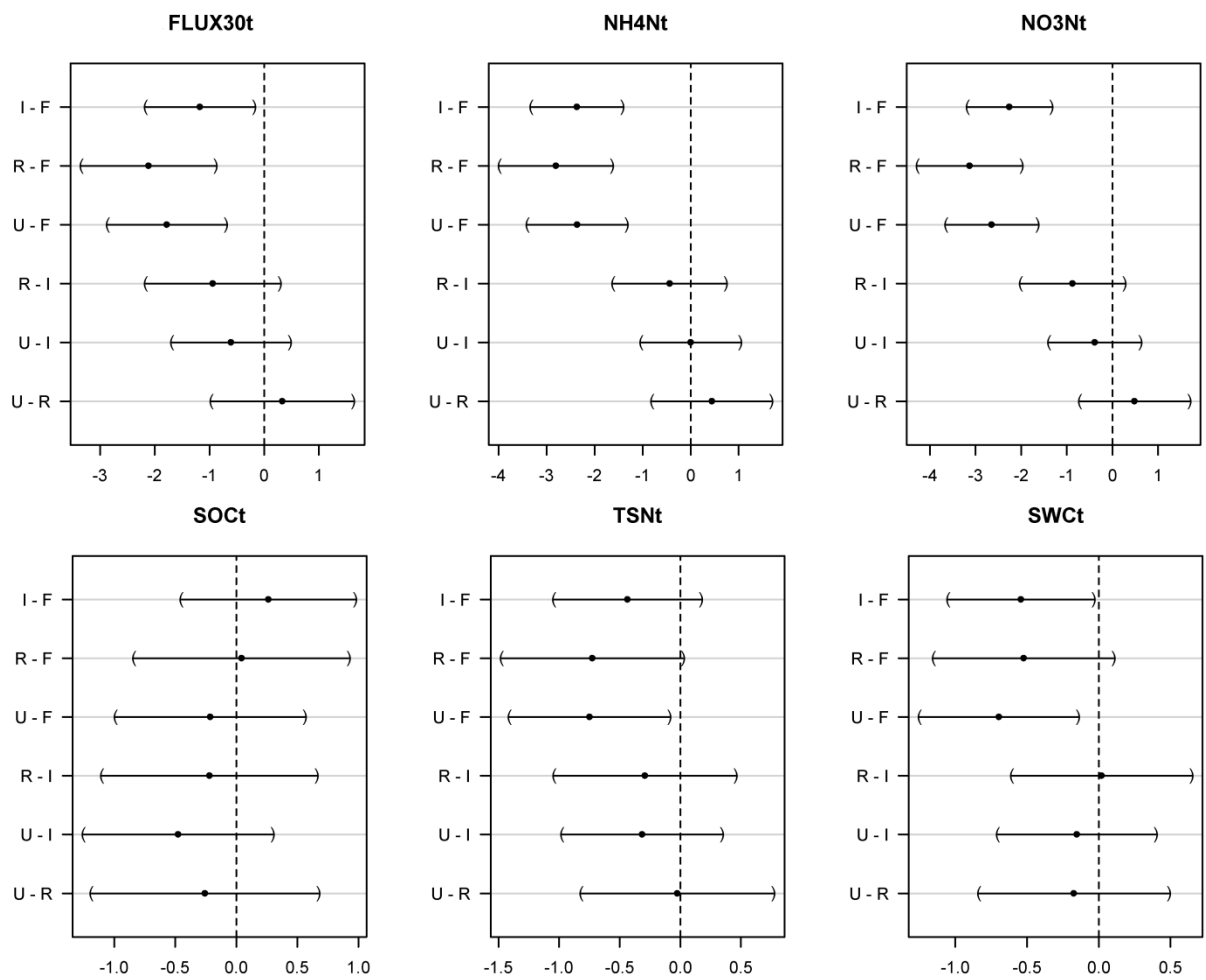 FLUX30t
I - F
R - F
U - F
R - I
U - I
U - R
-3 -2 -1 0 1
NH4Nt
I - F
R - F
U - F
R - I
U - I
U - R
-4 -3 -2 -1 0 1
NO3Nt
I - F
R - F
U - F
R - I
U - I
U - R
-4 -3 -2 -1 0 1
SOCt
I - F
R - F
U - F
R - I
U - I
U - R
-1.0 -0.5 0.0 0.5 1.0
TSNt
I - F
R - F
U - F
R - I
U - I
U - R
-1.5 -1.0 -0.5 0.0 0.5
SWCt
I - F
R - F
U - F
R - I
U - I
U - R
-1.0 -0.5 0.0 0.5